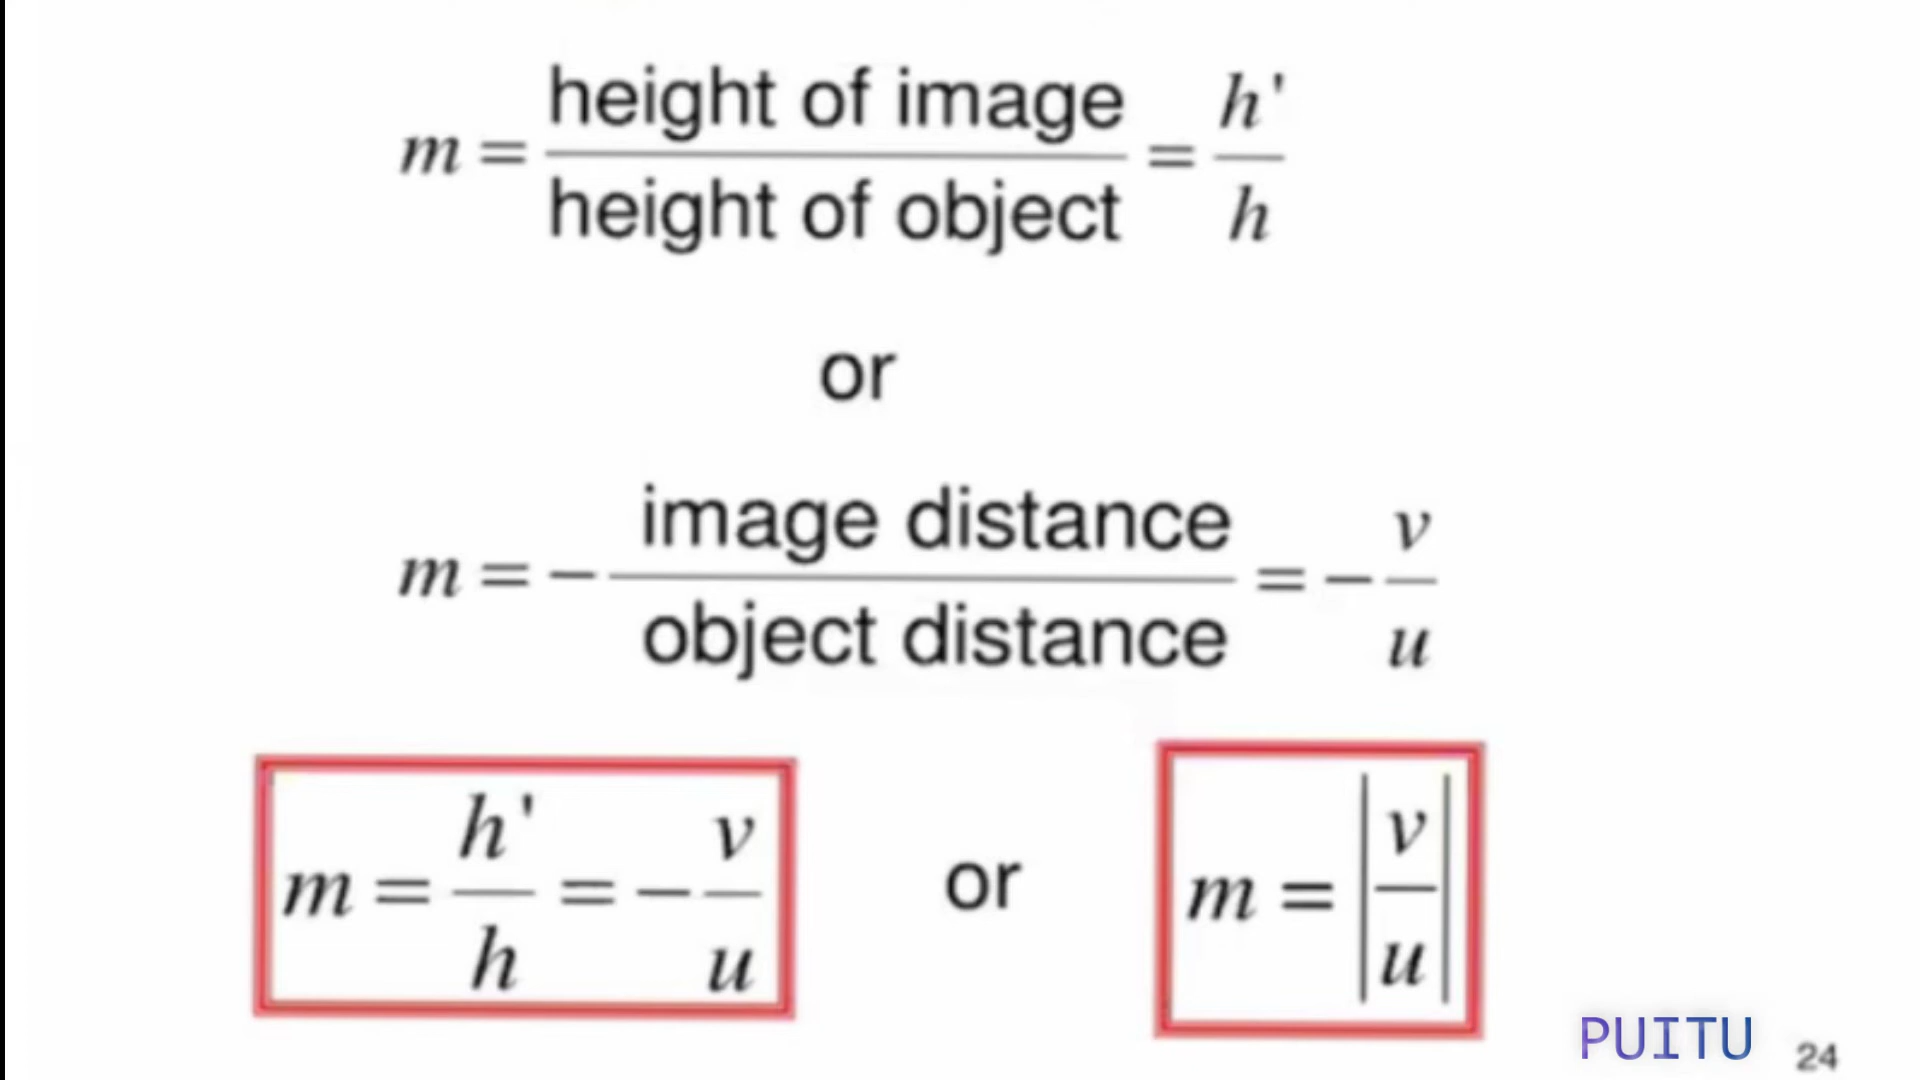 m = height of image / height of object = h' / h
or
m = − image distance / object distance = − v / u
m = h' / h = − v / u or m = | v / u |
PUITU 24